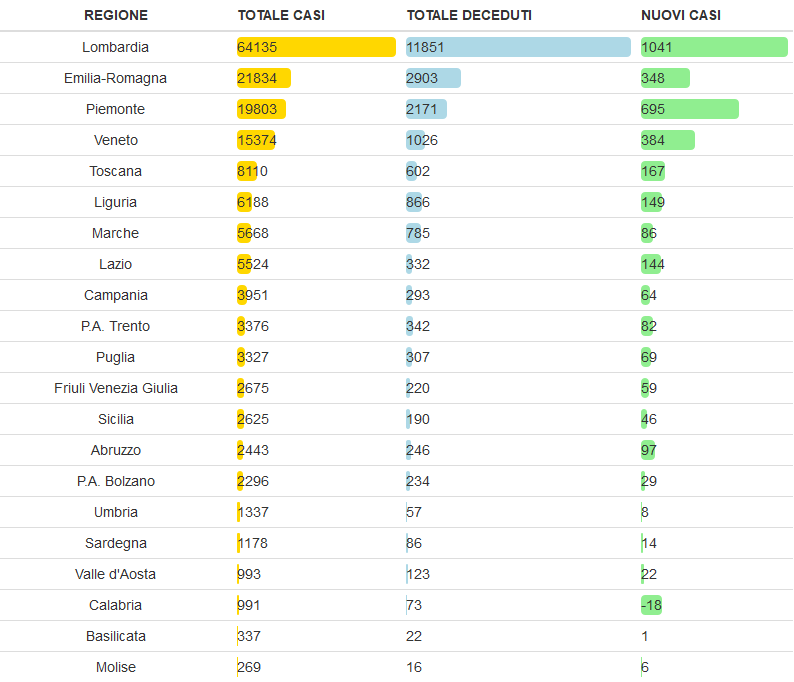 REGIONE TOTALE CASI TOTALE DECEDUTI NUOVI CASI
Lombardia 64135 11851 1041
Emilia-Romagna 21834 2903 348
Piemonte 19803 2171 695
Veneto 15374 1026 384
Toscana 8110 602 167
Liguria 6188 866 149
Marche 5668 785 86
Lazio 5524 332 144
Campania 3951 293 64
P.A. Trento 3376 342 82
Puglia 3327 307 69
Friuli Venezia Giulia 2675 220 59
Sicilia 2625 190 46
Abruzzo 2443 246 97
P.A. Bolzano 2296 234 29
Umbria 1337 57 8
Sardegna 1178 86 14
Valle d'Aosta 993 123 22
Calabria 991 73 -18
Basilicata 337 22 1
Molise 269 16 6